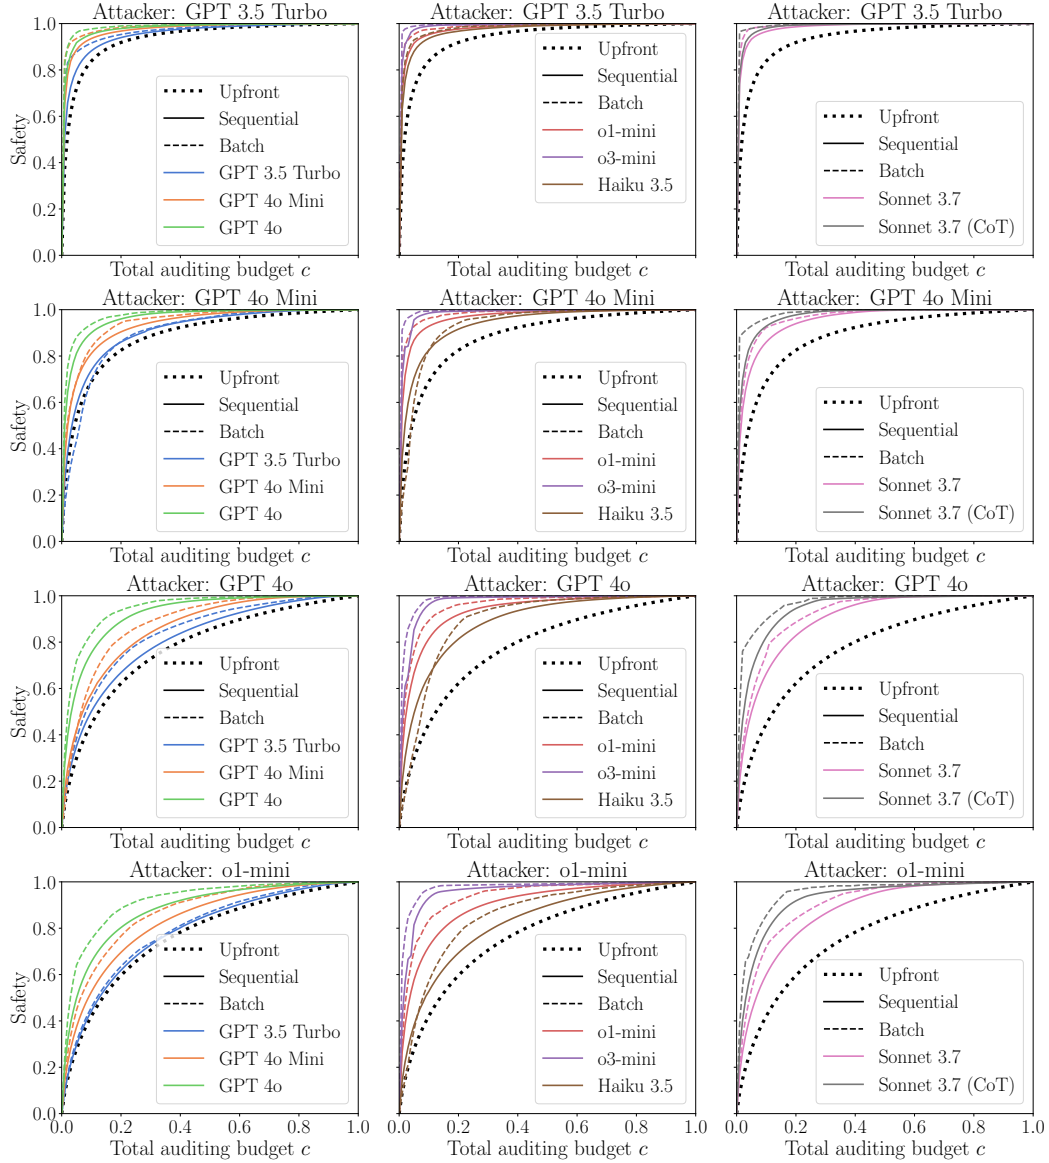 Attacker: GPT 3.5 Turbo
Safety
1.0
0.8
0.6
0.4
0.2
0.0
Upfront
Sequential
Batch
GPT 3.5 Turbo
GPT 4o Mini
GPT 4o
Total auditing budget c
Attacker: GPT 3.5 Turbo
Upfront
Sequential
Batch
o1-mini
o3-mini
Haiku 3.5
Total auditing budget c
Attacker: GPT 3.5 Turbo
Upfront
Sequential
Batch
Sonnet 3.7
Sonnet 3.7 (CoT)
Total auditing budget c
Attacker: GPT 4o Mini
Safety
1.0
0.8
0.6
0.4
0.2
0.0
Upfront
Sequential
Batch
GPT 3.5 Turbo
GPT 4o Mini
GPT 4o
Total auditing budget c
Attacker: GPT 4o Mini
Upfront
Sequential
Batch
o1-mini
o3-mini
Haiku 3.5
Total auditing budget c
Attacker: GPT 4o Mini
Upfront
Sequential
Batch
Sonnet 3.7
Sonnet 3.7 (CoT)
Total auditing budget c
Attacker: GPT 4o
Safety
1.0
0.8
0.6
0.4
0.2
0.0
Upfront
Sequential
Batch
GPT 3.5 Turbo
GPT 4o Mini
GPT 4o
Total auditing budget c
Attacker: GPT 4o
Upfront
Sequential
Batch
o1-mini
o3-mini
Haiku 3.5
Total auditing budget c
Attacker: GPT 4o
Upfront
Sequential
Batch
Sonnet 3.7
Sonnet 3.7 (CoT)
Total auditing budget c
Attacker: o1-mini
Safety
1.0
0.8
0.6
0.4
0.2
0.0
Upfront
Sequential
Batch
GPT 3.5 Turbo
GPT 4o Mini
GPT 4o
0.0 0.2 0.4 0.6 0.8 1.0
Total auditing budget c
Attacker: o1-mini
Upfront
Sequential
Batch
o1-mini
o3-mini
Haiku 3.5
0.0 0.2 0.4 0.6 0.8 1.0
Total auditing budget c
Attacker: o1-mini
Upfront
Sequential
Batch
Sonnet 3.7
Sonnet 3.7 (CoT)
0.0 0.2 0.4 0.6 0.8 1.0
Total auditing budget c